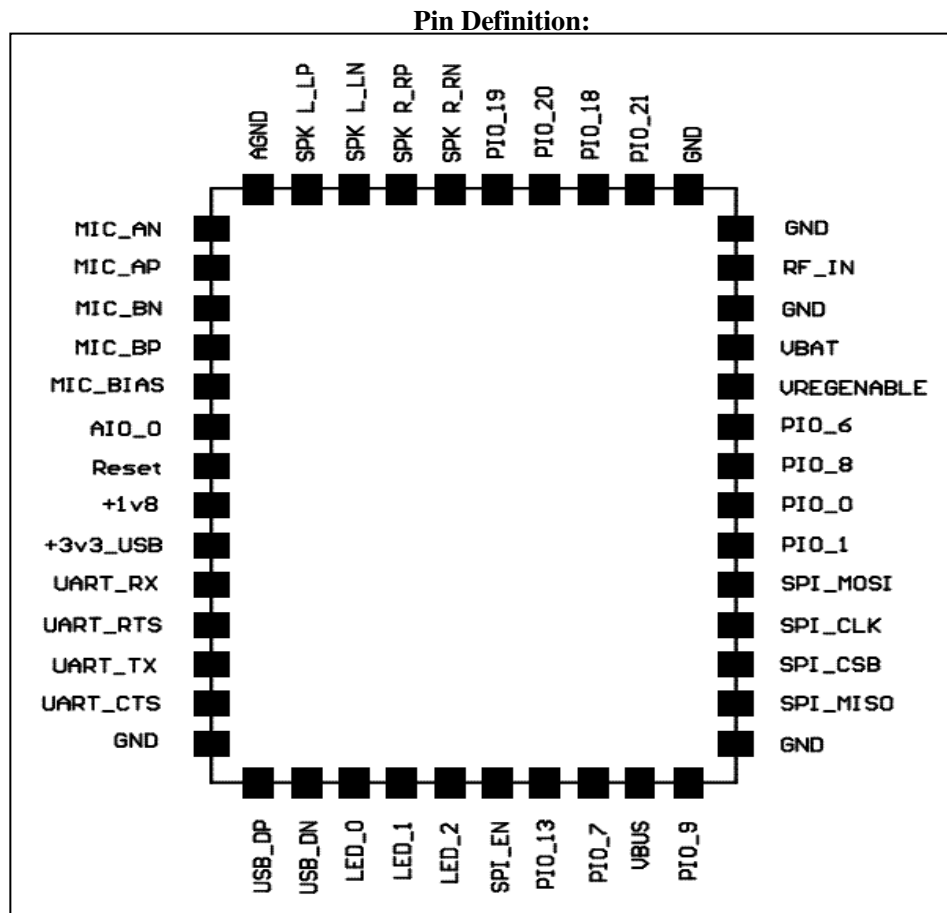 Pin Definition:
AGND
SPK L_LP
SPK L_LN
SPK R_RP
SPK R_RN
PIO_19
PIO_20
PIO_18
PIO_21
GND
MIC_AN
MIC_AP
MIC_BN
MIC_BP
MIC_BIAS
AIO_0
Reset
+1v8
+3v3_USB
UART_RX
UART_RTS
UART_TX
UART_CTS
GND
GND
RF_IN
GND
VBAT
VREGENABLE
PIO_6
PIO_8
PIO_0
PIO_1
SPI_MOSI
SPI_CLK
SPI_CSB
SPI_MISO
GND
USB_DP
USB_DN
LED_0
LED_1
LED_2
SPI_EN
PIO_13
PIO_7
VBUS
PIO_9